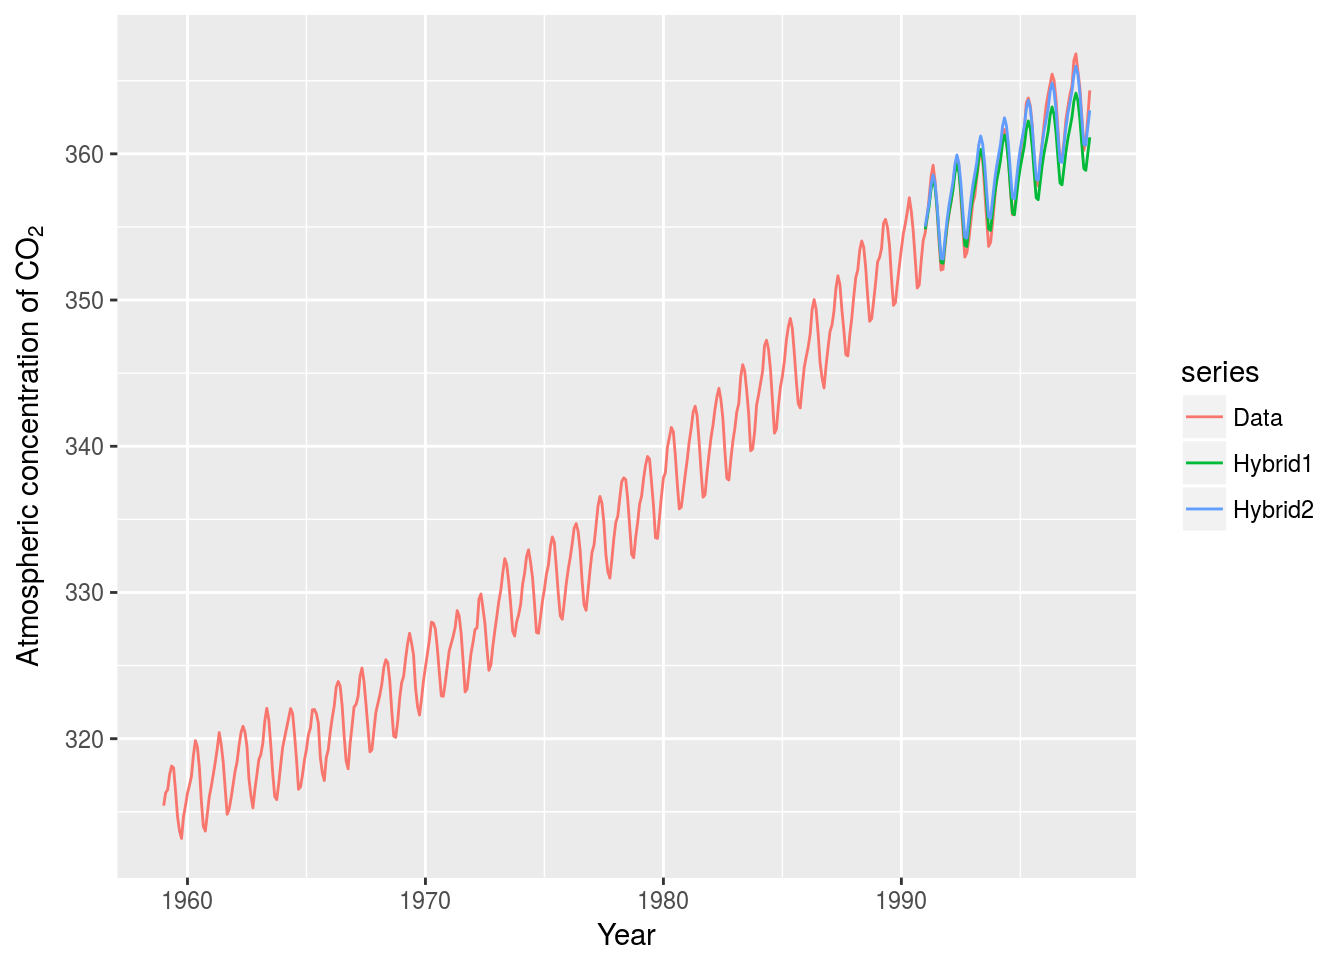 Atmospheric concentration of CO₂
360
350
340
330
320
1960
1970
1980
1990
Year
series
Data
Hybrid1
Hybrid2